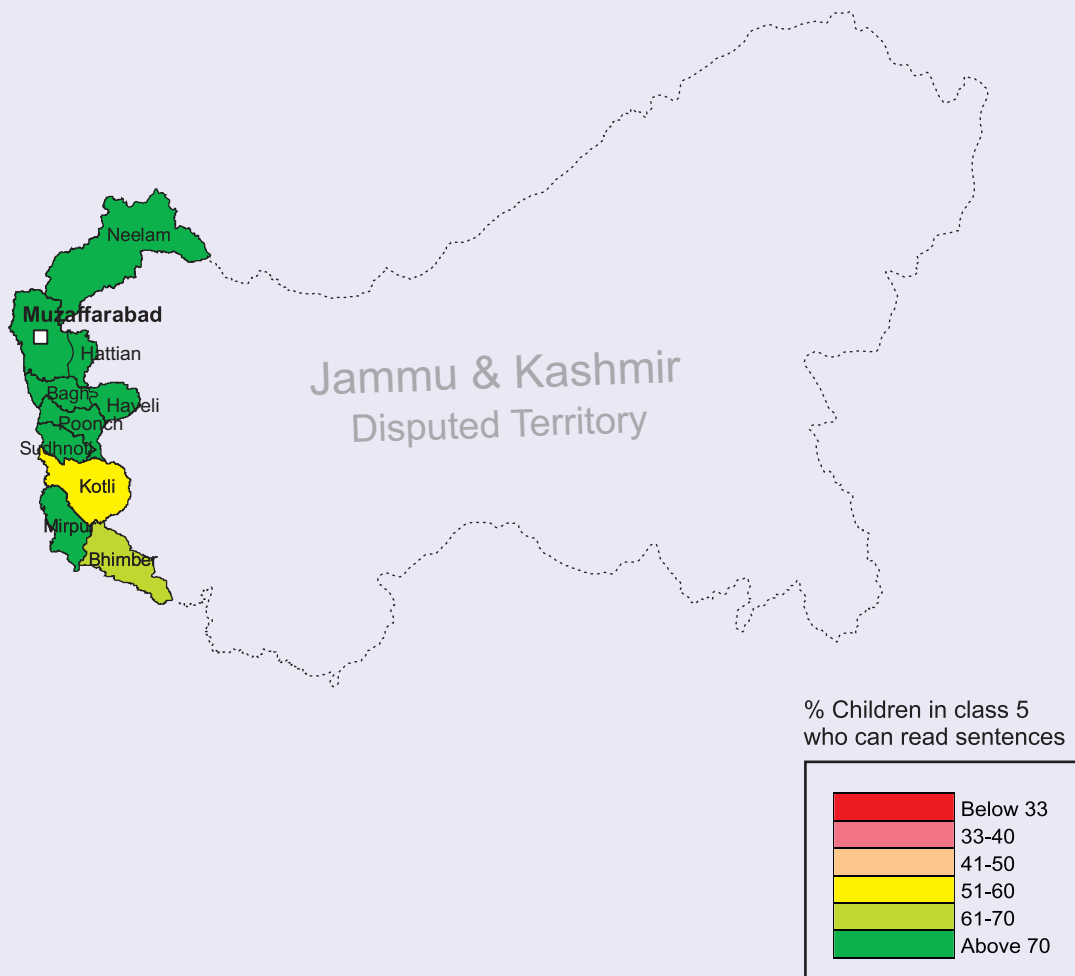 Neelam
Muzaffarabad
Hattian
Jammu & Kashmir
Disputed Territory
Bagh
Haveli
Poonch
Sudhnoti
Kotli
Mirpur
Bhimber
% Children in class 5
who can read sentences
Below 33
33-40
41-50
51-60
61-70
Above 70